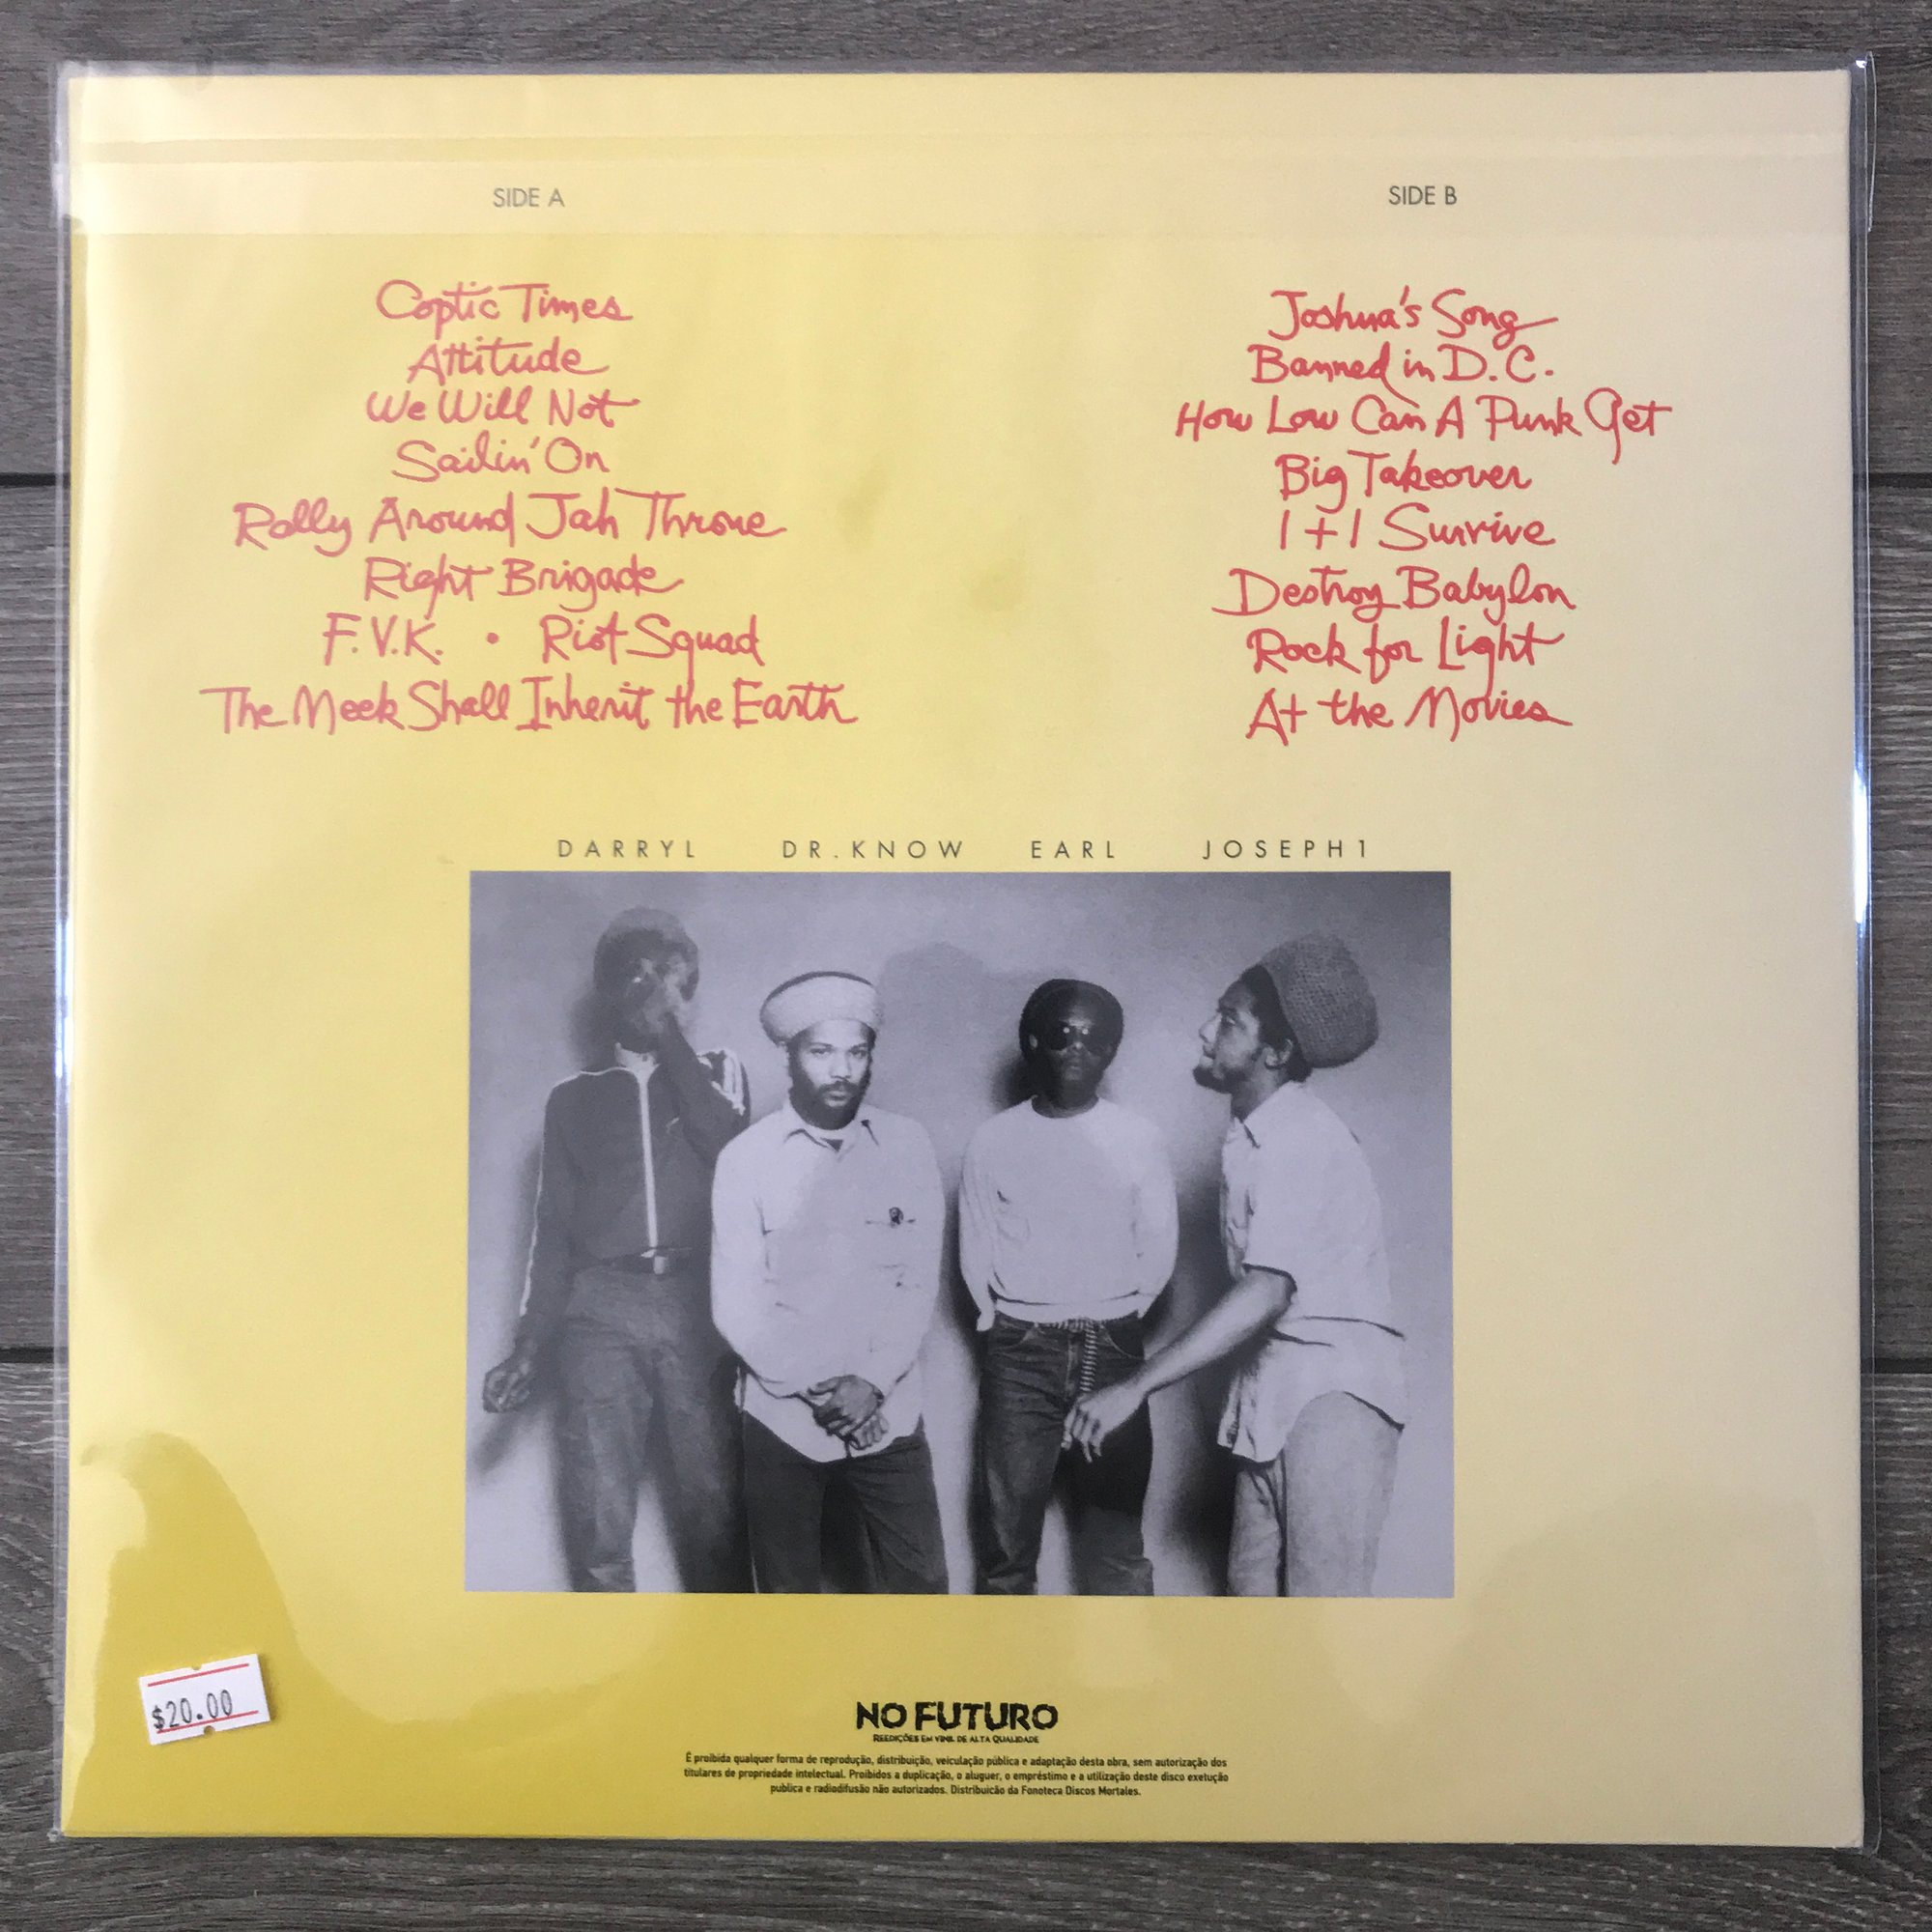 SIDE A
Coptic Times
Attitude
We Will Not
Sailin' On
Rally Around Jah Throne
Right Brigade
F.V.K. • Riot Squad
The Meek Shall Inherit the Earth
SIDE B
Joshua's Song
Banned in D.C.
How Low Can A Punk Get
Big Takeover
I + I Survive
Destroy Babylon
Rock for Light
At the Movies
DARRYL DR.KNOW EARL JOSEPH1
$20.00
NO FUTURO
REEDIÇÕES EM VINIL DE ALTA QUALIDADE
É proibida qualquer forma de reprodução, distribuição, veiculação pública e adaptação desta obra, sem autorização dos
titulares de propriedade intelectual. Proibidos a duplicação, o aluguer, o empréstimo e a utilização deste disco exetução
publica e radiodifusão não autorizados. Distribuicão da Fonoteca Discos Mortales.